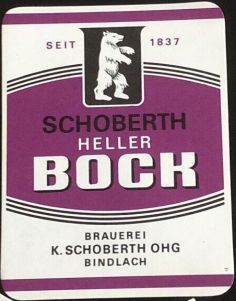 SEIT 1837
SCHOBERTH
HELLER
BOCK
BRAUEREI
K. SCHOBERTH OHG
BINDLACH